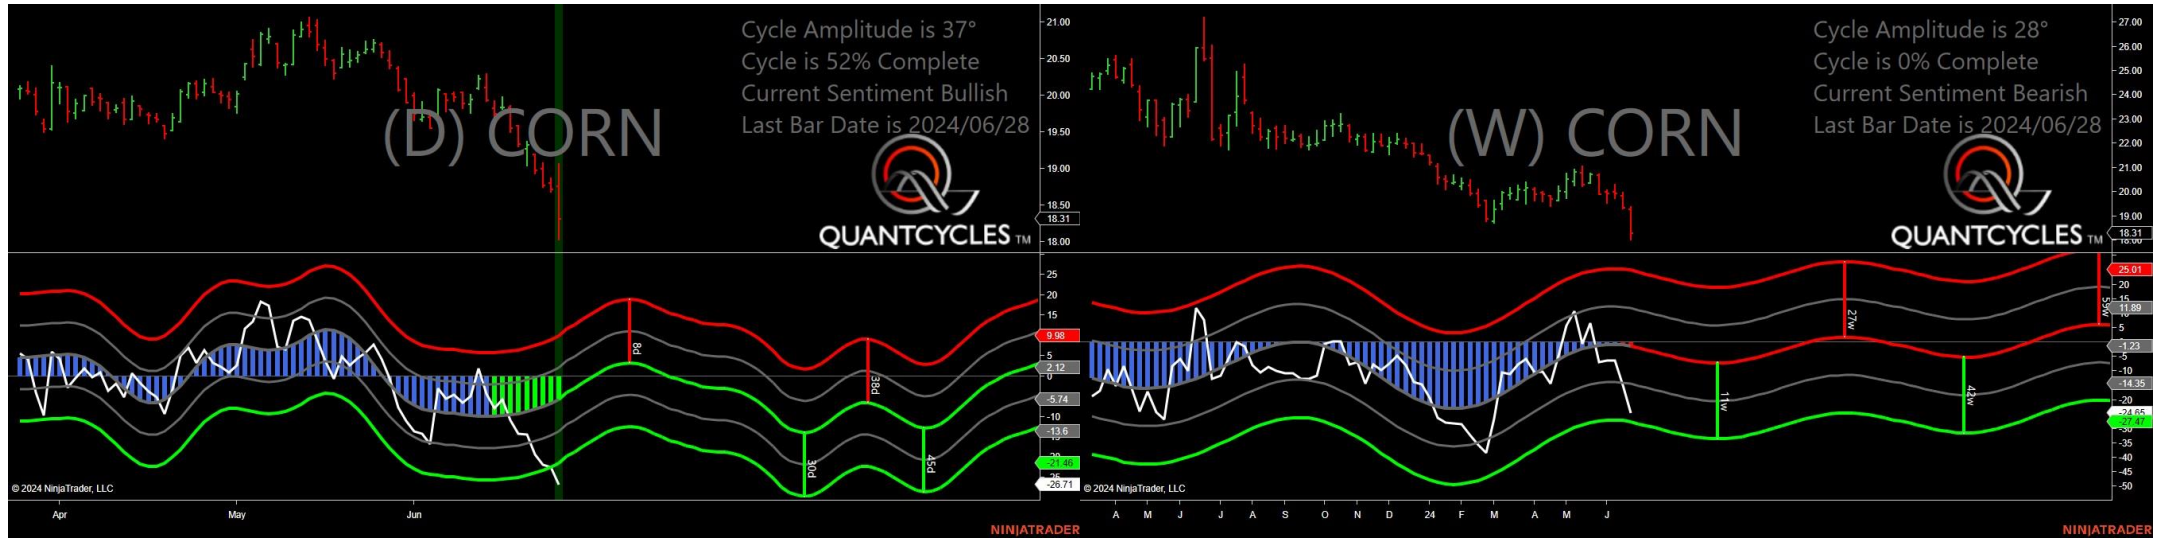 Cycle Amplitude is 37°
Cycle is 52% Complete
Current Sentiment Bullish
Last Bar Date is 2024/06/28
(D) CORN
QUANTCYCLES TM
21.00
20.50
20.00
19.50
19.00
18.50
18.31
18.00
25
20
15
9.98
5
2.12
0
-5.74
-10
-13.6
-21.46
-26.71
8d
30d
38d
45d
© 2024 NinjaTrader, LLC
Apr May Jun
NINJATRADER
Cycle Amplitude is 28°
Cycle is 0% Complete
Current Sentiment Bearish
Last Bar Date is 2024/06/28
(W) CORN
QUANTCYCLES TM
27.00
26.00
25.00
24.00
23.00
22.00
21.00
20.00
19.00
18.31
18.00
25.01
20
15
11.89
5
-1.23
-5
-10
-14.35
-20
-24.65
-27.47
-30
-35
-40
-45
-50
11w
27w
42w
59w
© 2024 NinjaTrader, LLC
A M J J A S O N D 24 F M A M J
NINJATRADER